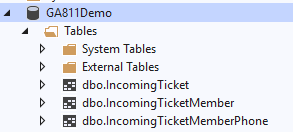 GA811Demo
Tables
System Tables
External Tables
dbo.IncomingTicket
dbo.IncomingTicketMember
dbo.IncomingTicketMemberPhone